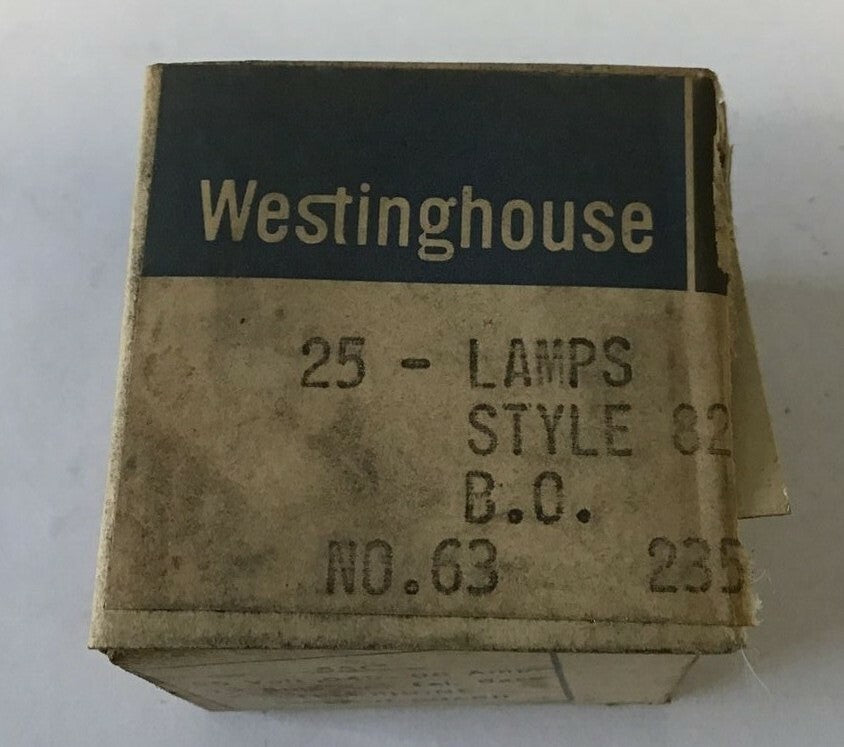 Westinghouse
25 - LAMPS
STYLE 82
B.O.
NO.63 235